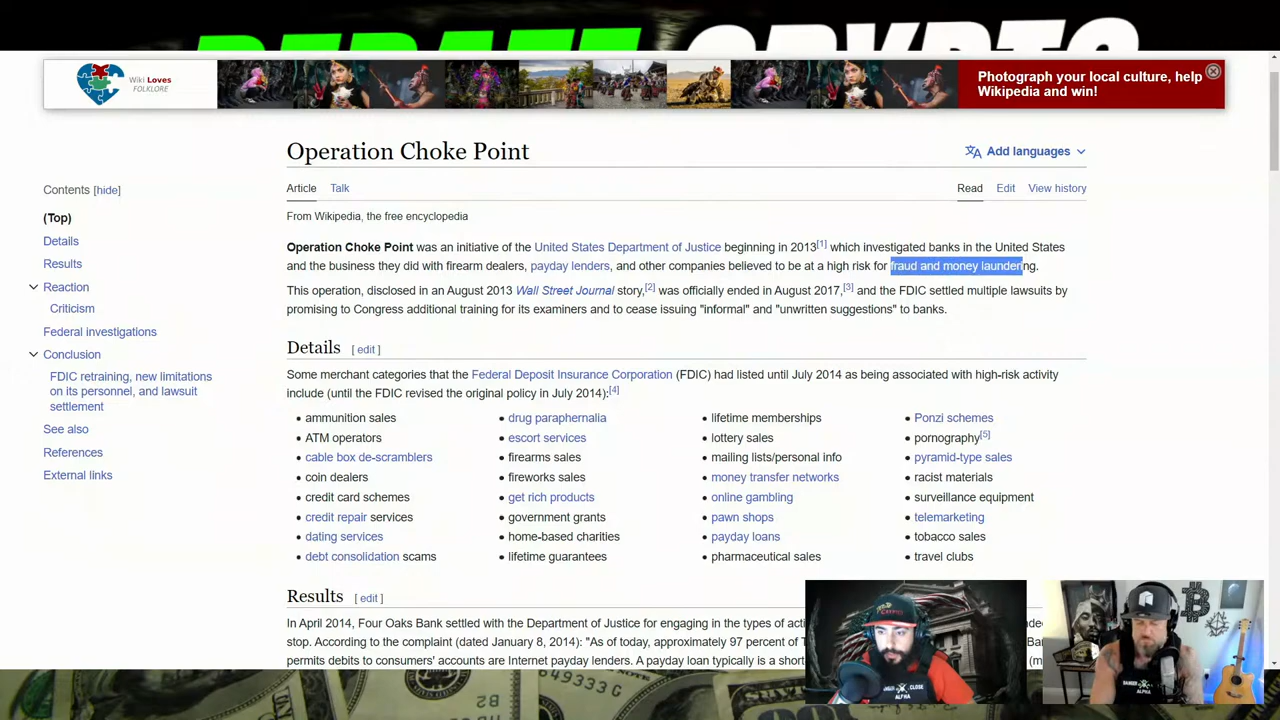 DEBATE CRYPTO
Wiki Loves
FOLKLORE
Photograph your local culture, help
Wikipedia and win!
Operation Choke Point
Add languages
Contents [hide]
Article Talk
Read Edit View history
(Top)
From Wikipedia, the free encyclopedia
Details
Results
Reaction
Criticism
Federal investigations
Conclusion
FDIC retraining, new limitations
on its personnel, and lawsuit
settlement
See also
References
External links
Operation Choke Point was an initiative of the United States Department of Justice beginning in 2013[1] which investigated banks in the United States
and the business they did with firearm dealers, payday lenders, and other companies believed to be at a high risk for fraud and money laundering.
This operation, disclosed in an August 2013 Wall Street Journal story,[2] was officially ended in August 2017,[3] and the FDIC settled multiple lawsuits by
promising to Congress additional training for its examiners and to cease issuing "informal" and "unwritten suggestions" to banks.
Details [ edit ]
Some merchant categories that the Federal Deposit Insurance Corporation (FDIC) had listed until July 2014 as being associated with high-risk activity
include (until the FDIC revised the original policy in July 2014):[4]
• ammunition sales
• ATM operators
• cable box de-scramblers
• coin dealers
• credit card schemes
• credit repair services
• dating services
• debt consolidation scams
• drug paraphernalia
• escort services
• firearms sales
• fireworks sales
• get rich products
• government grants
• home-based charities
• lifetime guarantees
• lifetime memberships
• lottery sales
• mailing lists/personal info
• money transfer networks
• online gambling
• pawn shops
• payday loans
• pharmaceutical sales
• Ponzi schemes
• pornography[5]
• pyramid-type sales
• racist materials
• surveillance equipment
• telemarketing
• tobacco sales
• travel clubs
Results [ edit ]
In April 2014, Four Oaks Bank settled with the Department of Justice for engaging in the types of acti
stop. According to the complaint (dated January 8, 2014): "As of today, approximately 97 percent of T
permits debits to consumers' accounts are Internet payday lenders. A payday loan typically is a short
ALPHA
ALPHA